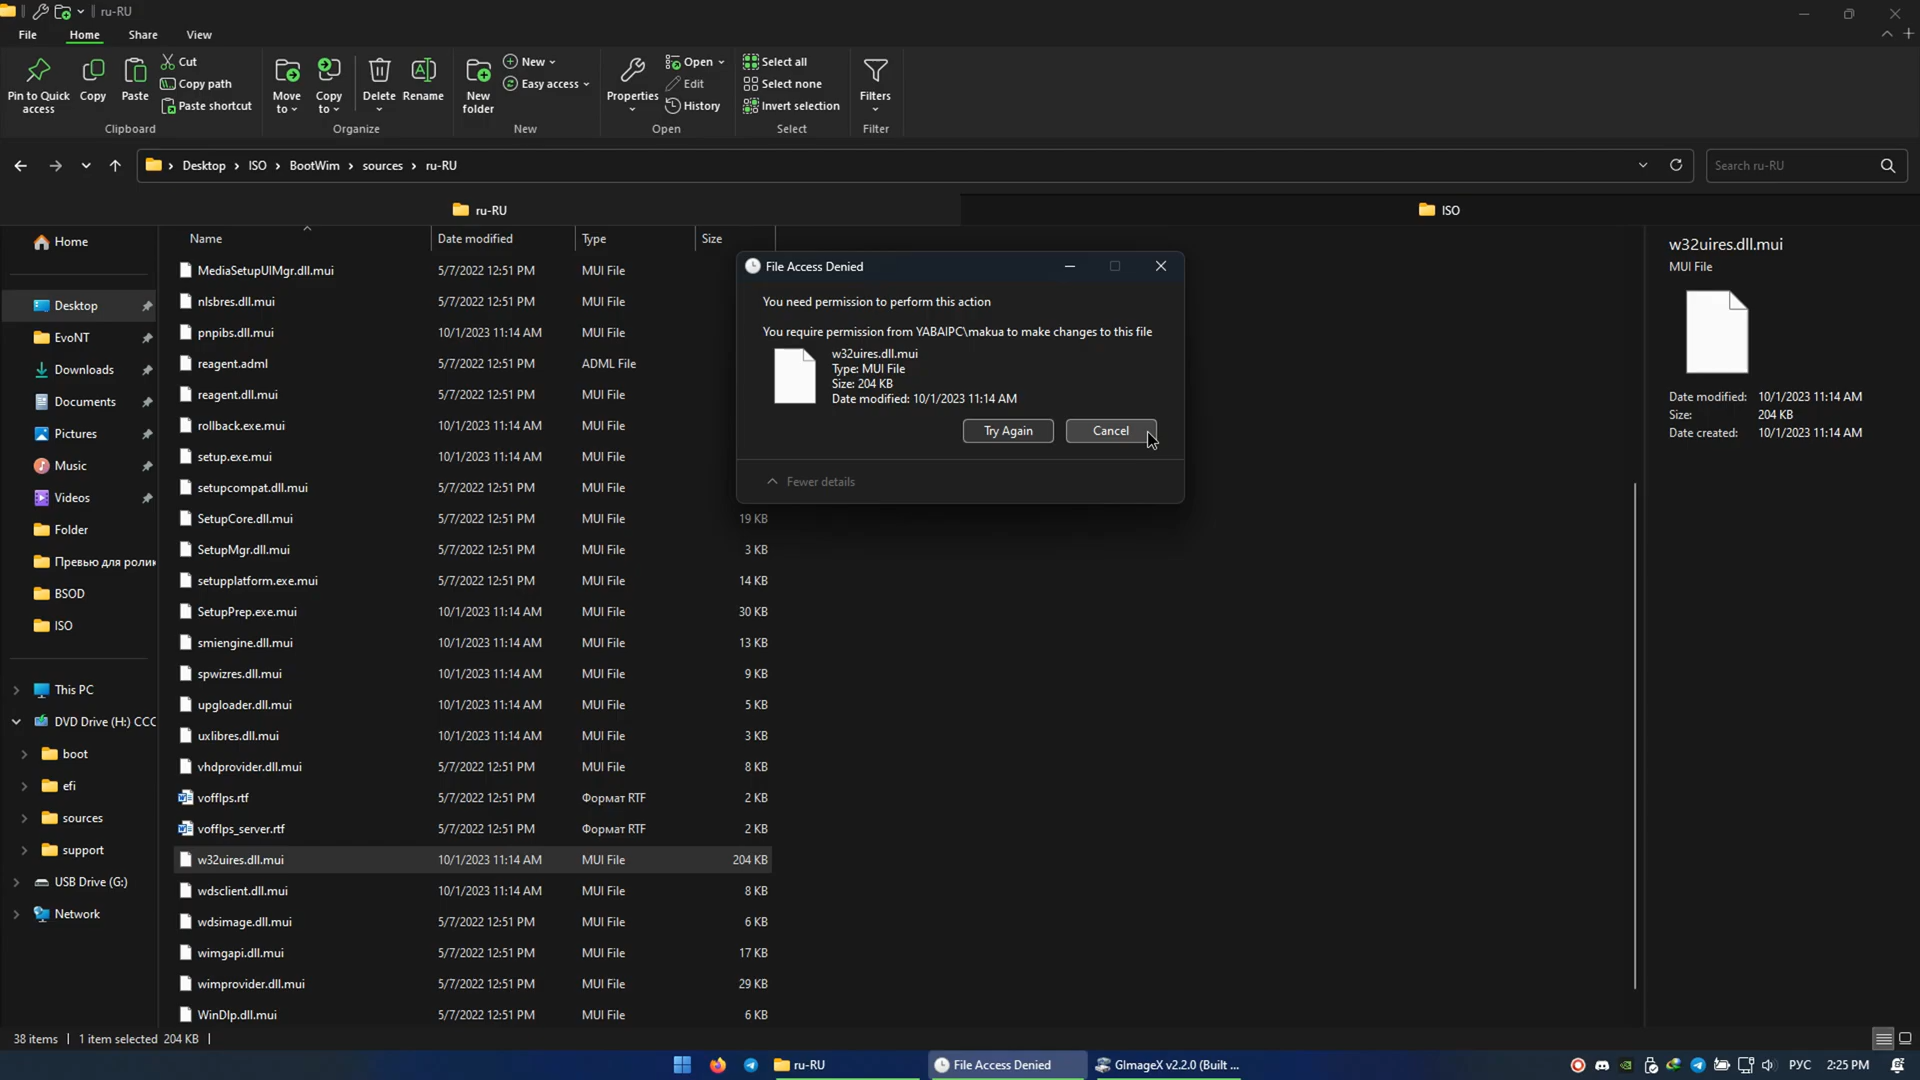 ru-RU
File Home Share View
Pin to Quick access
Copy
Paste
Cut
Copy path
Paste shortcut
Clipboard
Move to
Copy to
Delete
Rename
Organize
New folder
New
Easy access
New
Properties
Open
Edit
History
Open
Select all
Select none
Invert selection
Select
Filters
Filter
Desktop ISO BootWim sources ru-RU
Search ru-RU
ru-RU
ISO
Home
Desktop
EvoNT
Downloads
Documents
Pictures
Music
Videos
Folder
Превью для ролик
BSOD
ISO
This PC
DVD Drive (H:) CCC
boot
efi
sources
support
USB Drive (G:)
Network
Name Date modified Type Size
MediaSetupUIMgr.dll.mui 5/7/2022 12:51 PM MUI File
nlsbres.dll.mui 5/7/2022 12:51 PM MUI File
pnpibs.dll.mui 10/1/2023 11:14 AM MUI File
reagent.adml 5/7/2022 12:51 PM ADML File
reagent.dll.mui 5/7/2022 12:51 PM MUI File
rollback.exe.mui 10/1/2023 11:14 AM MUI File
setup.exe.mui 10/1/2023 11:14 AM MUI File
setupcompat.dll.mui 5/7/2022 12:51 PM MUI File
SetupCore.dll.mui 5/7/2022 12:51 PM MUI File 19 KB
SetupMgr.dll.mui 5/7/2022 12:51 PM MUI File 3 KB
setupplatform.exe.mui 5/7/2022 12:51 PM MUI File 14 KB
SetupPrep.exe.mui 10/1/2023 11:14 AM MUI File 30 KB
smiengine.dll.mui 10/1/2023 11:14 AM MUI File 13 KB
spwizres.dll.mui 10/1/2023 11:14 AM MUI File 9 KB
upgloader.dll.mui 10/1/2023 11:14 AM MUI File 5 KB
uxlibres.dll.mui 10/1/2023 11:14 AM MUI File 3 KB
vhdprovider.dll.mui 5/7/2022 12:51 PM MUI File 8 KB
vofflps.rtf 5/7/2022 12:51 PM Формат RTF 2 KB
vofflps_server.rtf 5/7/2022 12:51 PM Формат RTF 2 KB
w32uires.dll.mui 10/1/2023 11:14 AM MUI File 204 KB
wdsclient.dll.mui 10/1/2023 11:14 AM MUI File 8 KB
wdsimage.dll.mui 5/7/2022 12:51 PM MUI File 6 KB
wimgapi.dll.mui 5/7/2022 12:51 PM MUI File 17 KB
wimprovider.dll.mui 5/7/2022 12:51 PM MUI File 29 KB
WinDlp.dll.mui 5/7/2022 12:51 PM MUI File 6 KB
File Access Denied
You need permission to perform this action
You require permission from YABAIPC\makua to make changes to this file
w32uires.dll.mui
Type: MUI File
Size: 204 KB
Date modified: 10/1/2023 11:14 AM
Try Again
Cancel
Fewer details
w32uires.dll.mui
MUI File
Date modified: 10/1/2023 11:14 AM
Size: 204 KB
Date created: 10/1/2023 11:14 AM
38 items 1 item selected 204 KB
ru-RU
File Access Denied
GImageX v2.2.0 (Built ...
РУС
2:25 PM